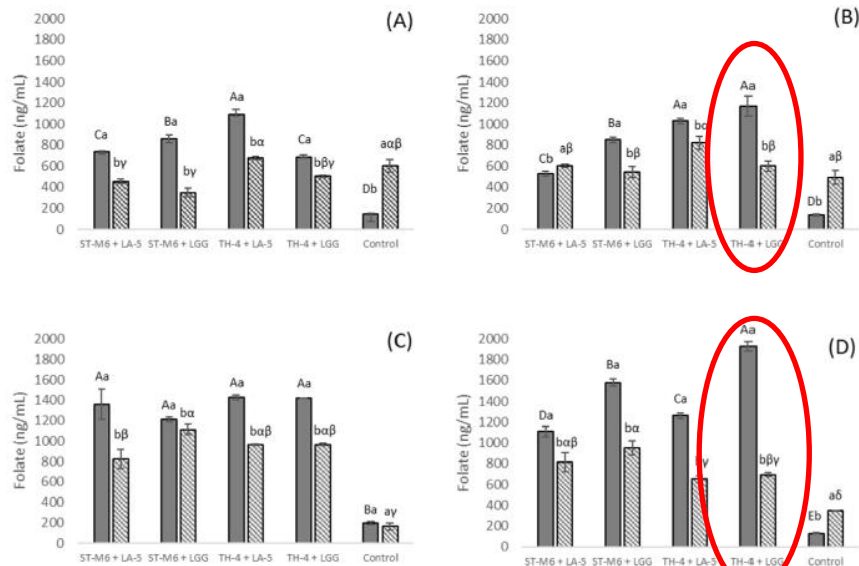 (A)
Folate (ng/mL)
2000
1800
1600
1400
1200
1000
800
600
400
200
0
Ca
bγ
Ba
bγ
Aa
bα
Ca
bβγ
Db
aαβ
ST-M6 + LA-5 ST-M6 + LGG TH-4 + LA-5 TH-4 + LGG Control
(B)
Folate (ng/mL)
2000
1800
1600
1400
1200
1000
800
600
400
200
0
Cb
aβ
Ba
bβ
Aa
bα
Aa
bβ
Db
aβ
ST-M6 + LA-5 ST-M6 + LGG TH-4 + LA-5 TH-4 + LGG Control
(C)
Folate (ng/mL)
2000
1800
1600
1400
1200
1000
800
600
400
200
0
Aa
bβ
Aa
bα
Aa
bαβ
Aa
bαβ
Ba
aγ
ST-M6 + LA-5 ST-M6 + LGG TH-4 + LA-5 TH-4 + LGG Control
(D)
Folate (ng/mL)
2000
1800
1600
1400
1200
1000
800
600
400
200
0
Da
bαβ
Ba
bα
Ca
Aa
bβγ
Eb
aδ
ST-M6 + LA-5 ST-M6 + LGG TH-4 + LA-5 TH-4 + LGG Control